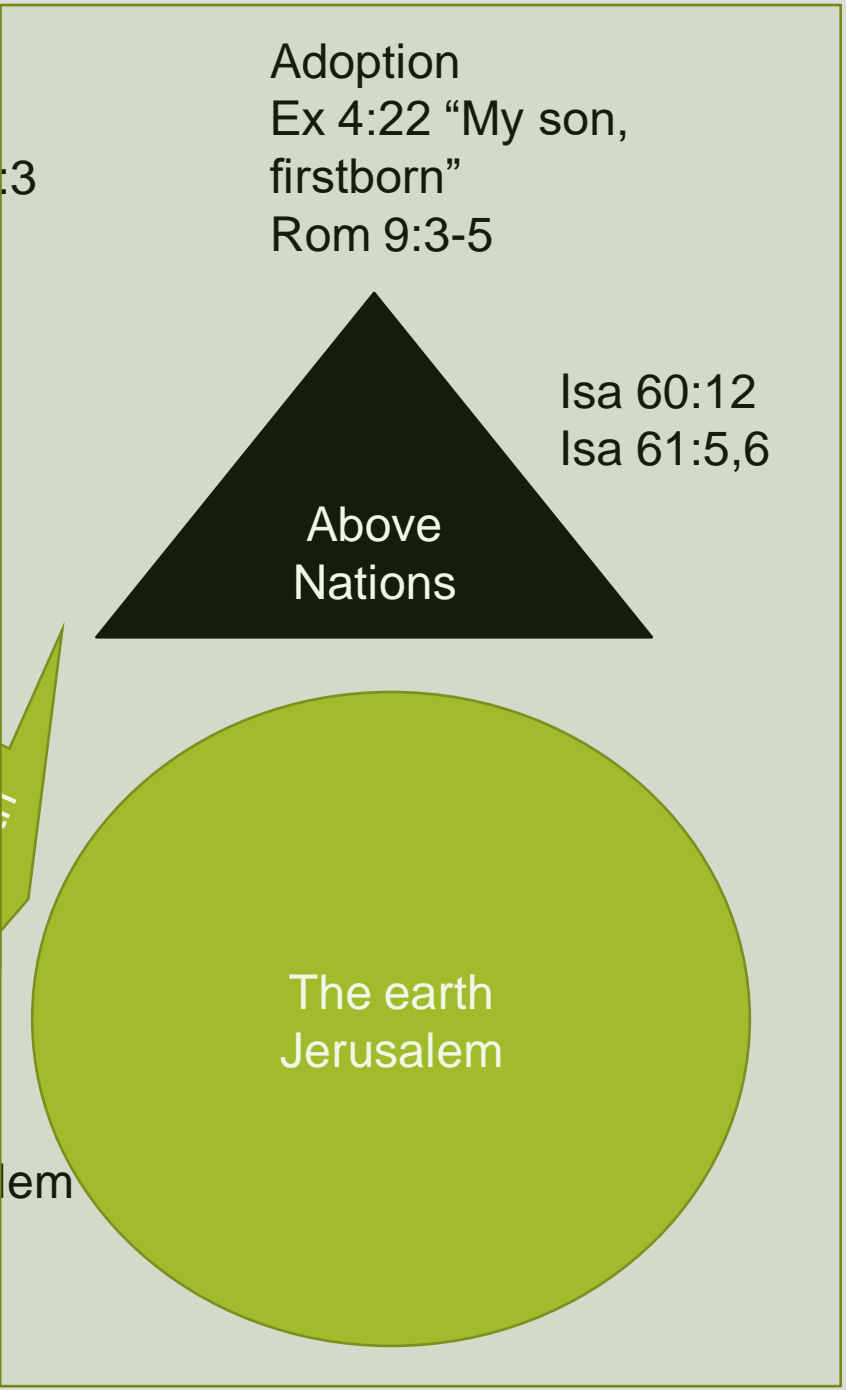 Adoption
Ex 4:22 “My son,
firstborn”
Rom 9:3-5
:3
Isa 60:12
Isa 61:5,6
Above
Nations
The earth
Jerusalem
lem